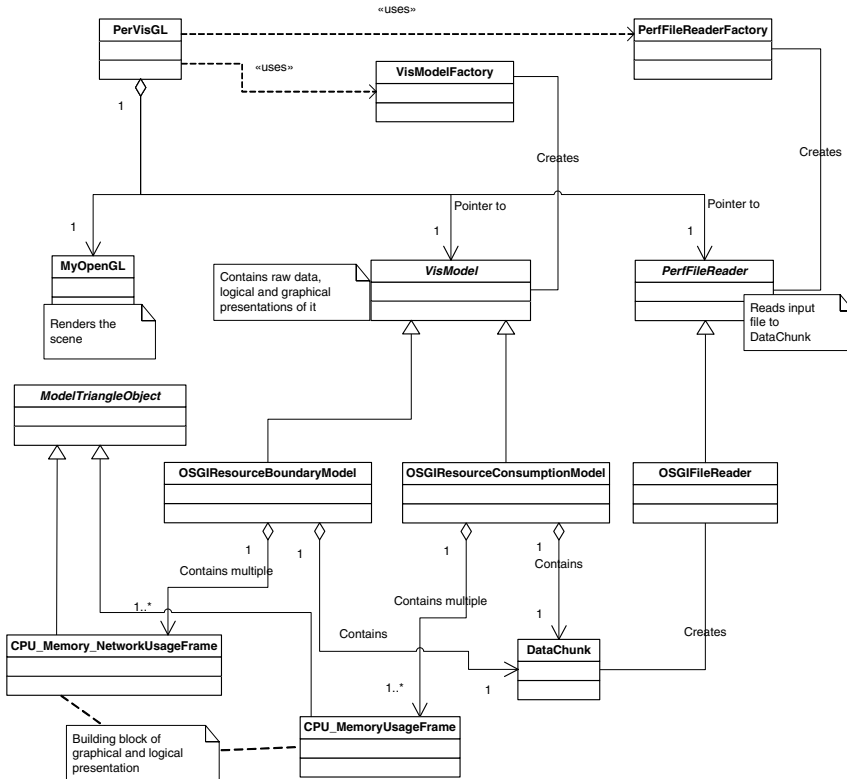 «uses»
PerVisGL
PerfFileReaderFactory
«uses»
VisModelFactory
1
Creates
Creates
Pointer to
Pointer to
1
1
1
MyOpenGL
VisModel
PerfFileReader
Contains raw data,
logical and graphical
presentations of it
Renders the
scene
Reads input
file to
DataChunk
ModelTriangleObject
OSGIResourceBoundaryModel
OSGIResourceConsumptionModel
OSGIFileReader
1
1
1
1
Contains multiple
Contains
1..*
Contains multiple
1
Contains
Creates
CPU_Memory_NetworkUsageFrame
DataChunk
1..*
1
CPU_MemoryUsageFrame
Building block of
graphical and logical
presentation